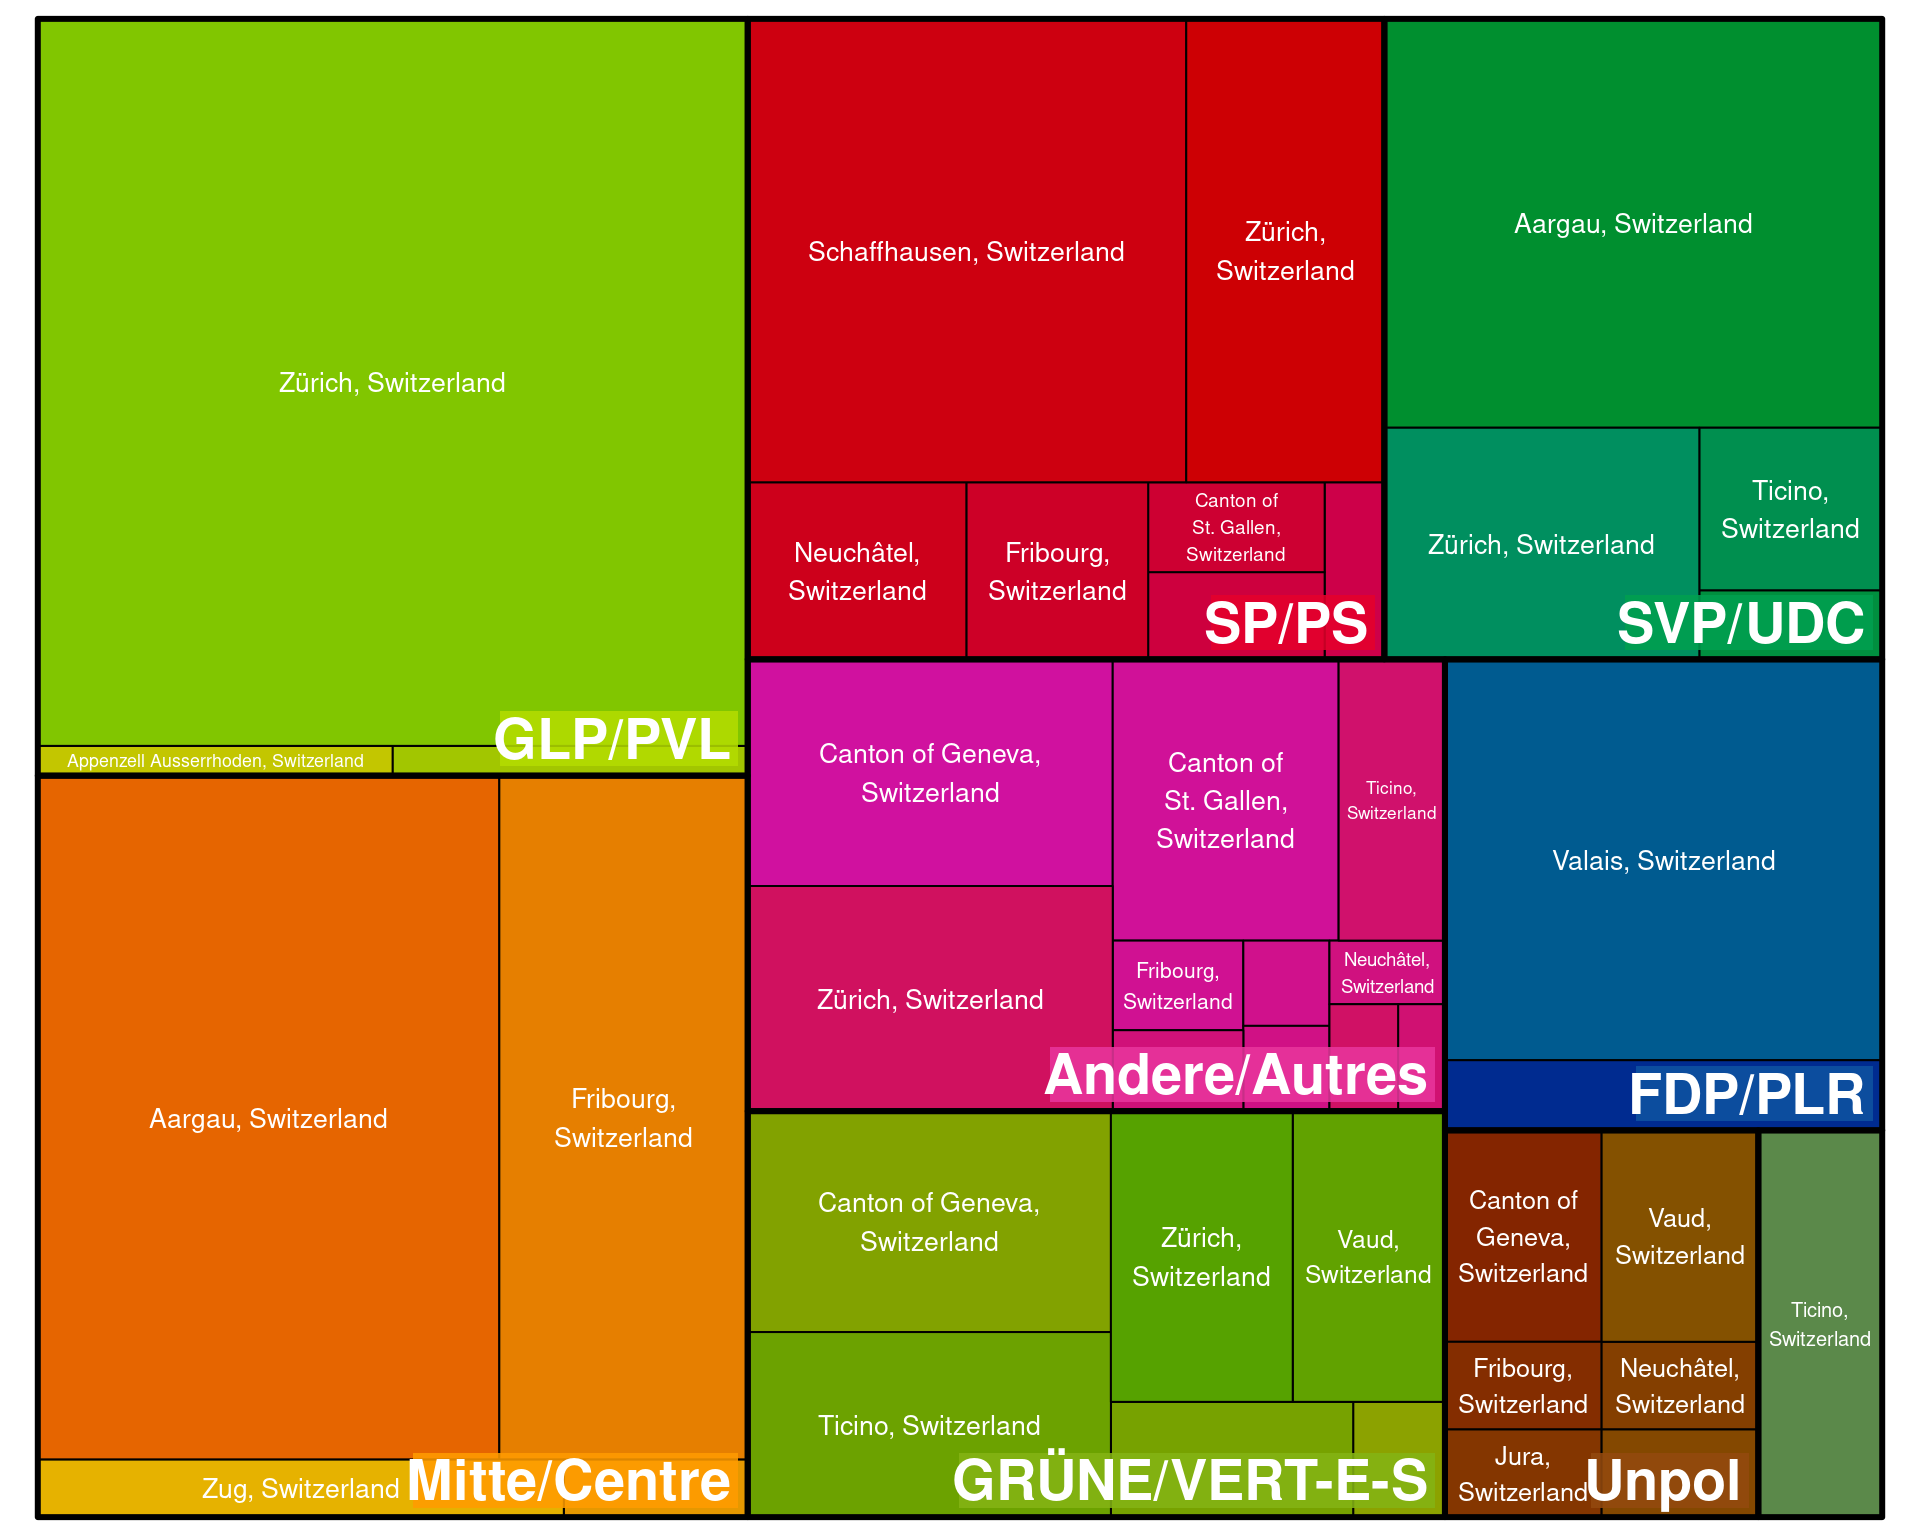 Zürich, Switzerland
Appenzell Ausserrhoden, Switzerland
GLP/PVL
Aargau, Switzerland
Fribourg,
Switzerland
Zug, Switzerland
Mitte/Centre
Schaffhausen, Switzerland
Zürich,
Switzerland
Neuchâtel,
Switzerland
Fribourg,
Switzerland
Canton of
St. Gallen,
Switzerland
SP/PS
Aargau, Switzerland
Zürich, Switzerland
Ticino,
Switzerland
SVP/UDC
Canton of Geneva,
Switzerland
Zürich, Switzerland
Canton of
St. Gallen,
Switzerland
Ticino,
Switzerland
Fribourg,
Switzerland
Neuchâtel,
Switzerland
Andere/Autres
Valais, Switzerland
FDP/PLR
Canton of Geneva,
Switzerland
Ticino, Switzerland
Zürich,
Switzerland
Vaud,
Switzerland
GRÜNE/VERT-E-S
Canton of
Geneva,
Switzerland
Vaud,
Switzerland
Fribourg,
Switzerland
Neuchâtel,
Switzerland
Jura,
Switzerland
Unpol
Ticino,
Switzerland